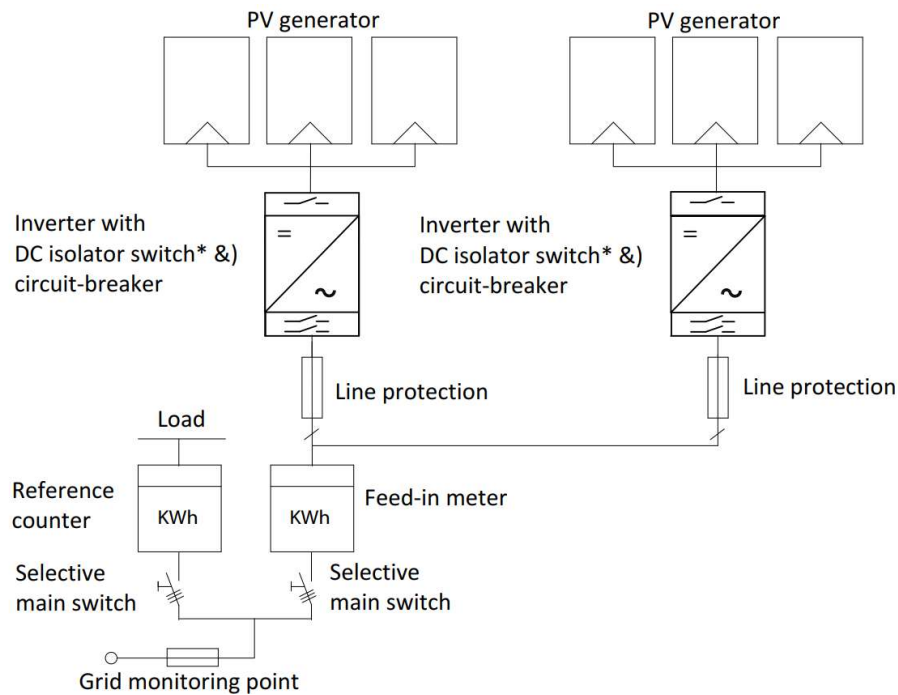 PV generator
PV generator
Inverter with
DC isolator switch* &)
circuit-breaker
=
~
Inverter with
DC isolator switch* &)
circuit-breaker
=
~
Line protection
Line protection
Load
Reference
counter
KWh
KWh
Feed-in meter
Selective
main switch
Selective
main switch
Grid monitoring point